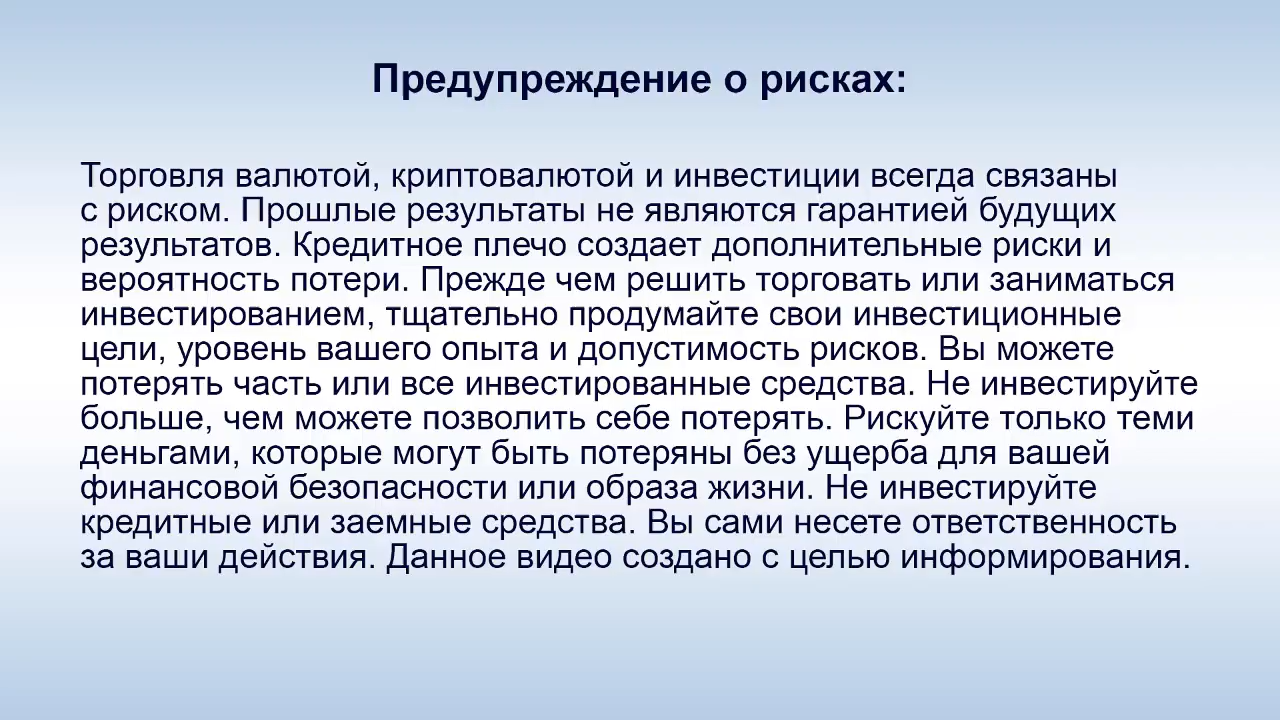 Предупреждение о рисках:
Торговля валютой, криптовалютой и инвестиции всегда связаны
с риском. Прошлые результаты не являются гарантией будущих
результатов. Кредитное плечо создает дополнительные риски и
вероятность потери. Прежде чем решить торговать или заниматься
инвестированием, тщательно продумайте свои инвестиционные
цели, уровень вашего опыта и допустимость рисков. Вы можете
потерять часть или все инвестированные средства. Не инвестируйте
больше, чем можете позволить себе потерять. Рискуйте только теми
деньгами, которые могут быть потеряны без ущерба для вашей
финансовой безопасности или образа жизни. Не инвестируйте
кредитные или заемные средства. Вы сами несете ответственность
за ваши действия. Данное видео создано с целью информирования.